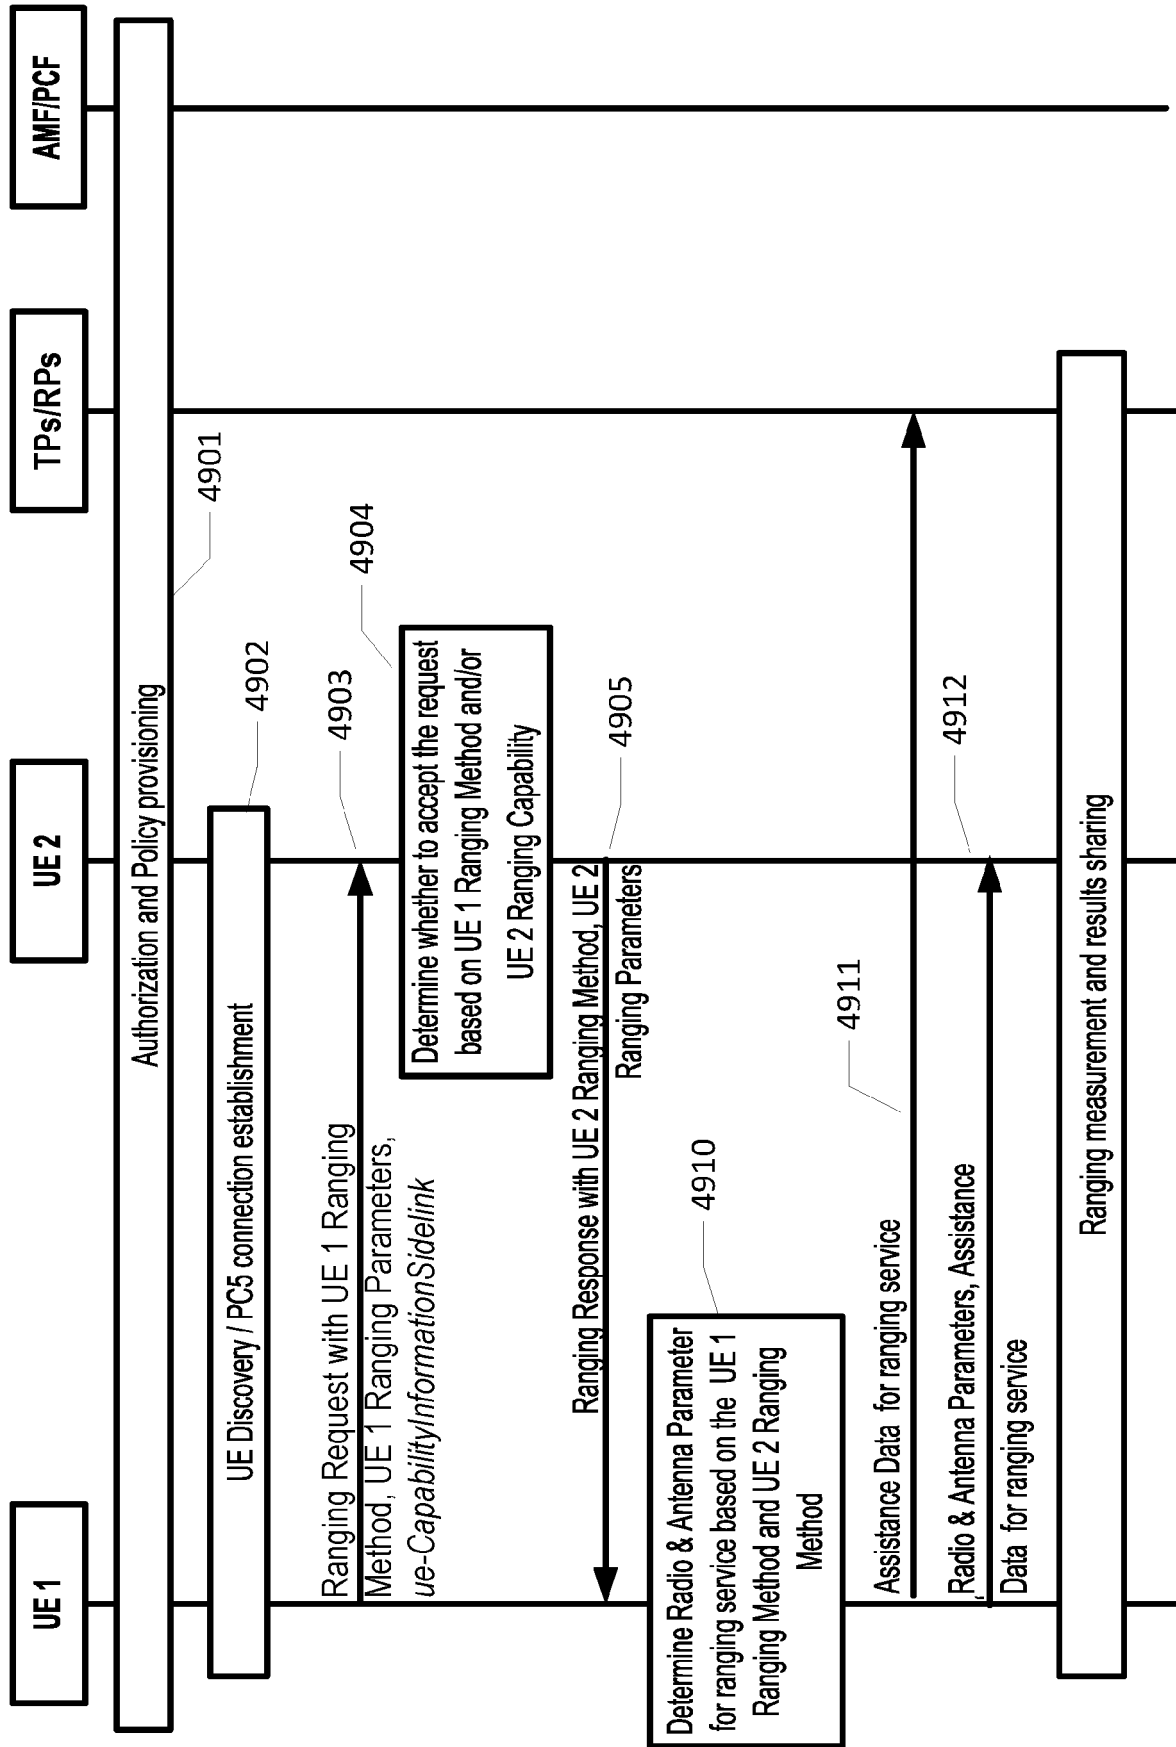 UE 1
UE 2
TPs/RPs
AMF/PCF
Authorization and Policy provisioning
4901
UE Discovery / PC5 connection establishment
4902
Ranging Request with UE 1 Ranging
Method, UE 1 Ranging Parameters,
ue-CapabilityInformationSidelink
4903
Determine whether to accept the request
based on UE 1 Ranging Method and/or
UE 2 Ranging Capability
4904
Ranging Response with UE 2 Ranging Method, UE 2
Ranging Parameters
4905
Determine Radio & Antenna Parameter
for ranging service based on the UE 1
Ranging Method and UE 2 Ranging
Method
4910
Assistance Data for ranging service
4911
Radio & Antenna Parameters, Assistance
Data for ranging service
4912
Ranging measurement and results sharing